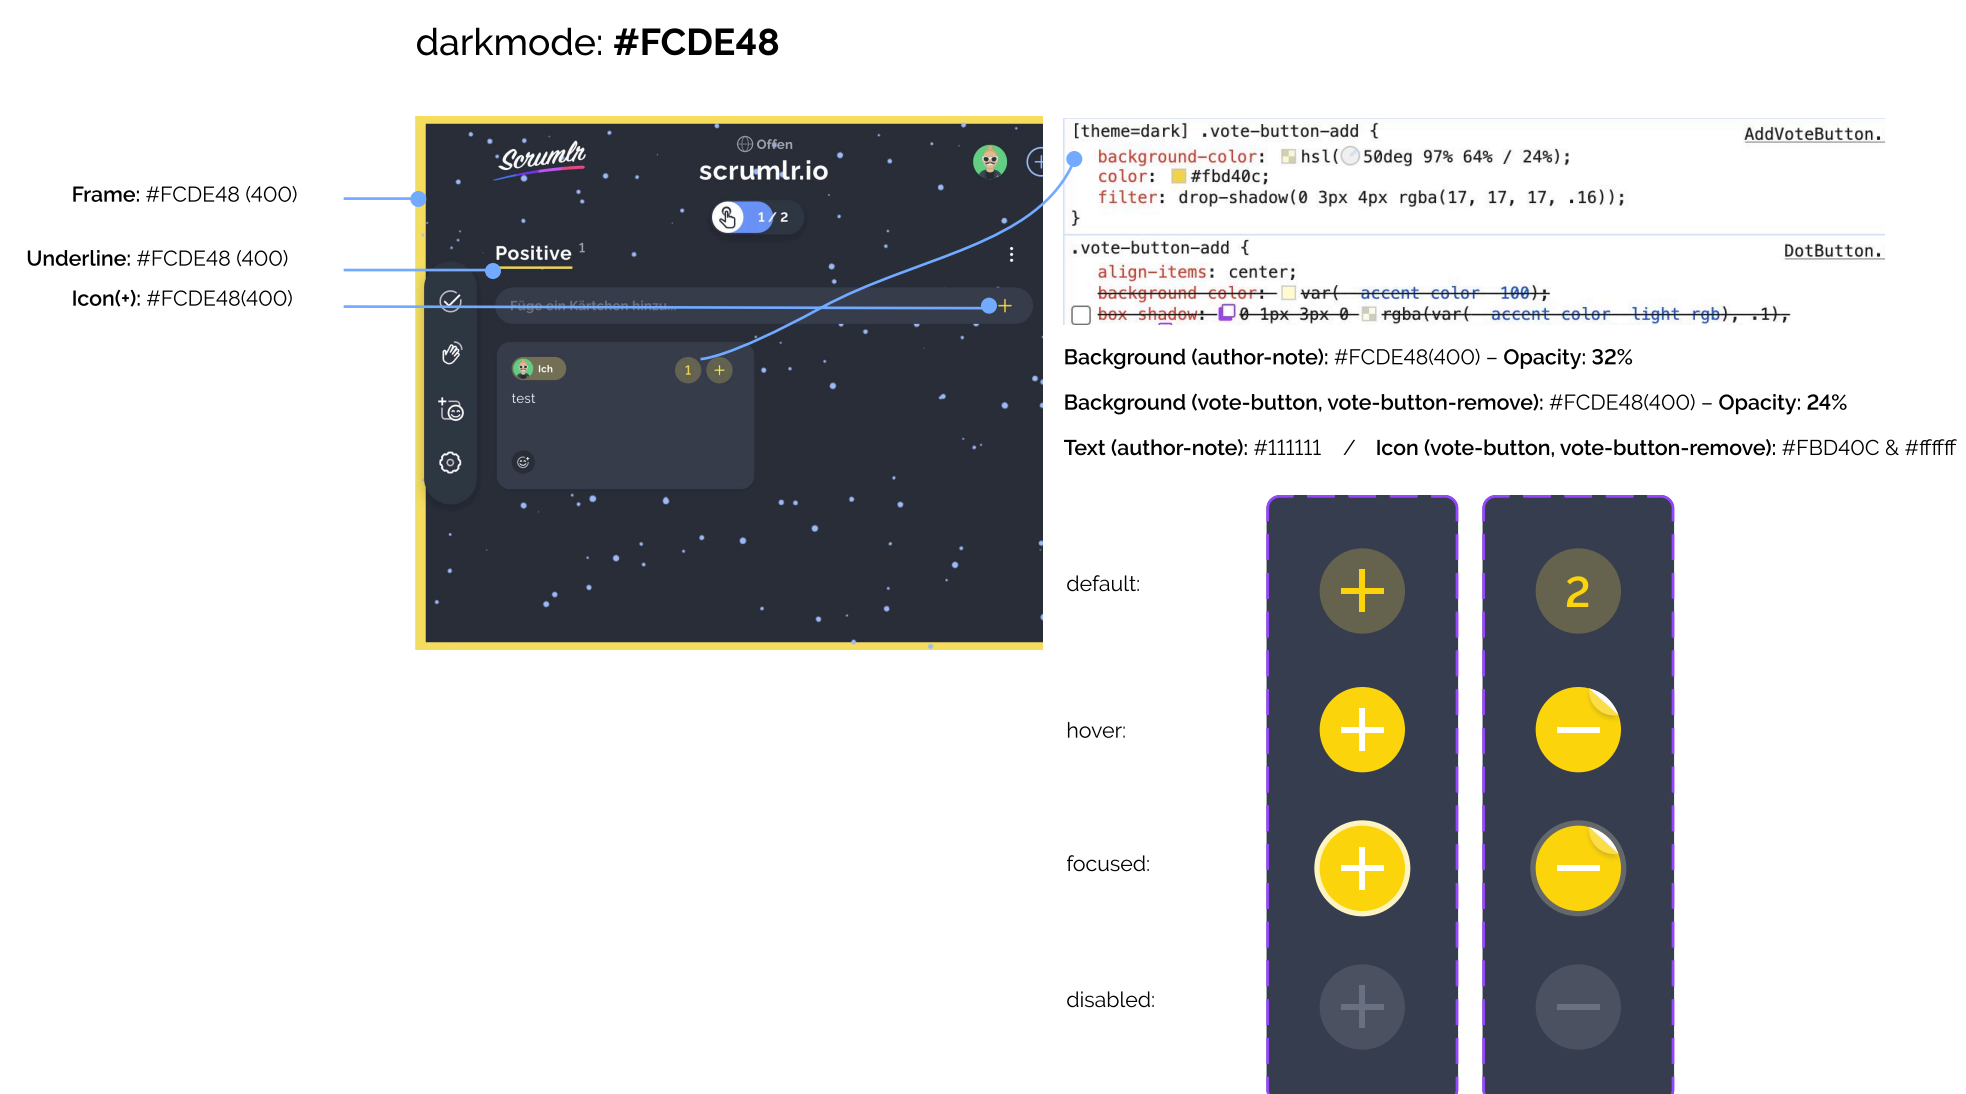 darkmode: #FCDE48
Frame: #FCDE48 (400)
Underline: #FCDE48 (400)
Icon(+): #FCDE48(400)
Scrumlr
Offen
scrumlr.io
1 / 2
Positive 1
Füge ein Kärtchen hinzu...
Ich
1
test
[theme=dark] .vote-button-add {
AddVoteButton.
background-color: hsl( 50deg 97% 64% / 24%);
color: #fbd40c;
filter: drop-shadow(0 3px 4px rgba(17, 17, 17, .16));
}
.vote-button-add {
DotButton.
align-items: center;
background-color: var(--accent-color--100);
box-shadow: 0 1px 3px 0 rgba(var(--accent-color--light-rgb), .1),
Background (author-note): #FCDE48(400) – Opacity: 32%
Background (vote-button, vote-button-remove): #FCDE48(400) – Opacity: 24%
Text (author-note): #111111 / Icon (vote-button, vote-button-remove): #FBD40C & #ffffff
default:
2
hover:
focused:
disabled: